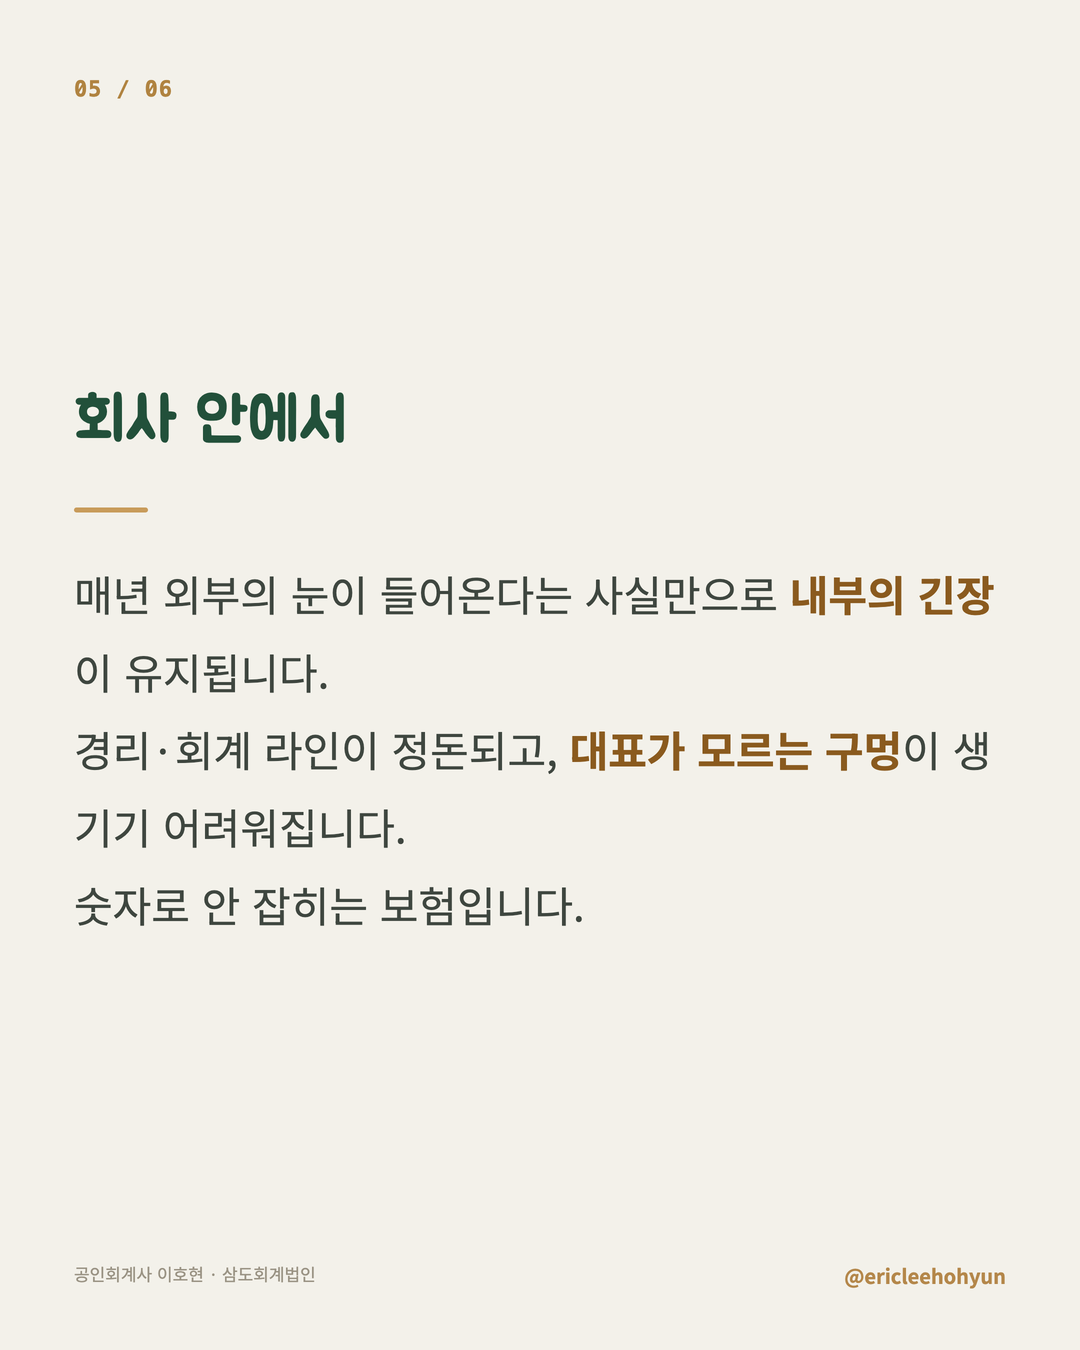 05 / 06
회사 안에서
매년 외부의 눈이 들어온다는 사실만으로 내부의 긴장
이 유지됩니다.
경리·회계 라인이 정돈되고, 대표가 모르는 구멍이 생
기기 어려워집니다.
숫자로 안 잡히는 보험입니다.
공인회계사 이호현 · 삼도회계법인
@ericleehohyun